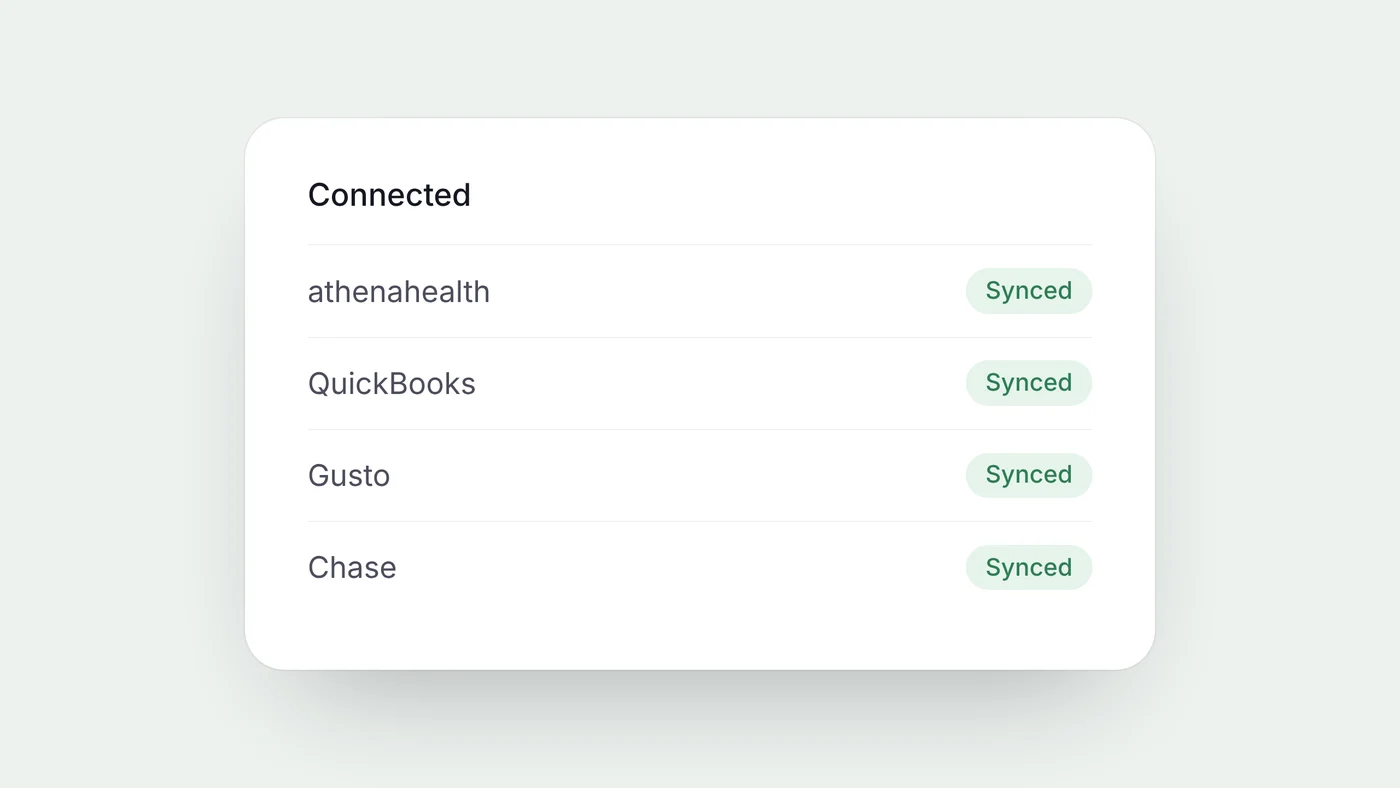 Connected
athenahealth Synced
QuickBooks Synced
Gusto Synced
Chase Synced